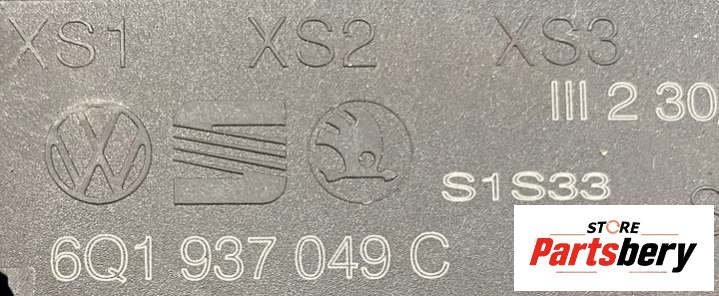 XS1 XS2 XS3
III 2 30
S1S33
6Q1 937 049 C
STORE
Partsbery